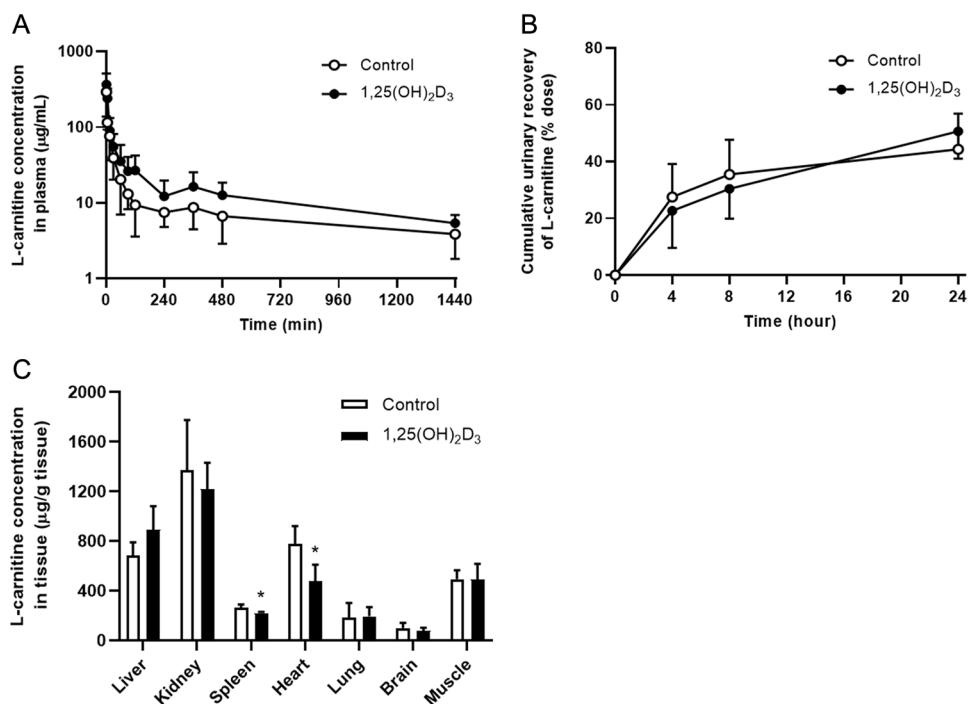 A
L-carnitine concentration
in plasma (µg/mL)
1000
100
10
1
0 240 480 720 960 1200 1440
Time (min)
Control
1,25(OH)₂D₃
B
Cumulative urinary recovery
of L-carnitine (% dose)
80
60
40
20
0
0 4 8 12 16 20 24
Time (hour)
Control
1,25(OH)₂D₃
C
L-carnitine concentration
in tissue (µg/g tissue)
2000
1600
1200
800
400
0
Control
1,25(OH)₂D₃
*
*
Liver Kidney Spleen Heart Lung Brain Muscle